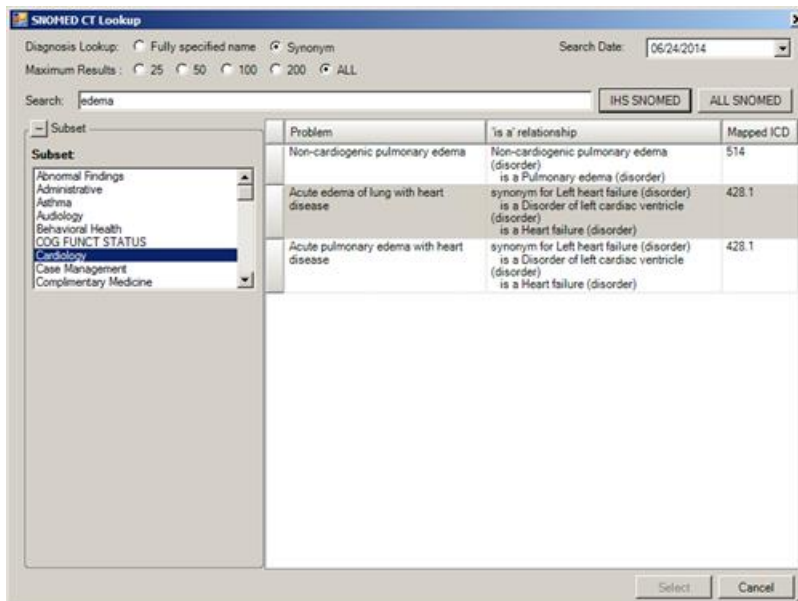 SNOMED CT Lookup
Diagnosis Lookup: Fully specified name Synonym Search Date: 06/24/2014
Maximum Results : 25 50 100 200 ALL
Search: edema IHS SNOMED ALL SNOMED
Subset
Subset:
Abnormal Findings
Administrative
Asthma
Audiology
Behavioral Health
COG FUNCT STATUS
Cardiology
Case Management
Complimentary Medicine
Problem 'is a' relationship Mapped ICD
Non-cardiogenic pulmonary edema Non-cardiogenic pulmonary edema 514
(disorder)
is a Pulmonary edema (disorder)
Acute edema of lung with heart synonym for Left heart failure (disorder) 428.1
disease is a Disorder of left cardiac ventricle
(disorder)
is a Heart failure (disorder)
Acute pulmonary edema with heart synonym for Left heart failure (disorder) 428.1
disease is a Disorder of left cardiac ventricle
(disorder)
is a Heart failure (disorder)
Select Cancel